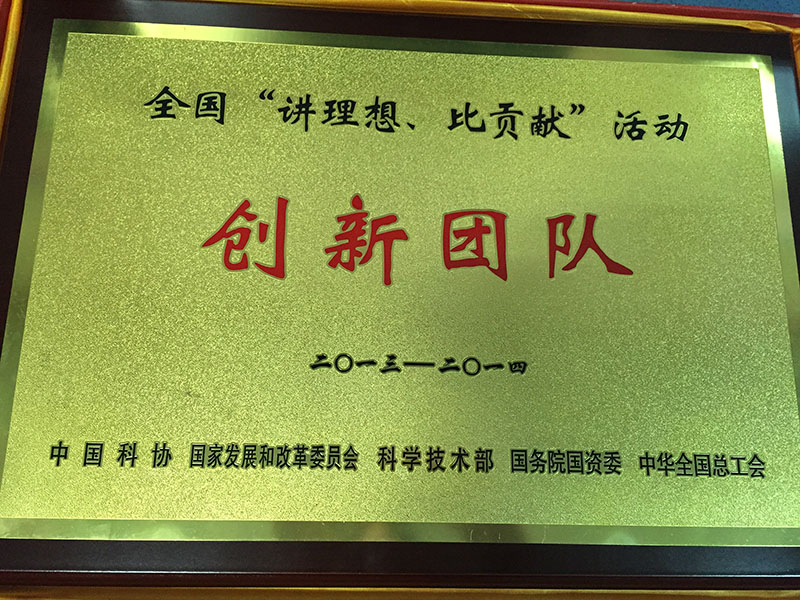 全国“讲理想、比贡献”活动
创新团队
二〇一三—二〇一四
中国科协 国家发展和改革委员会 科学技术部 国务院国资委 中华全国总工会